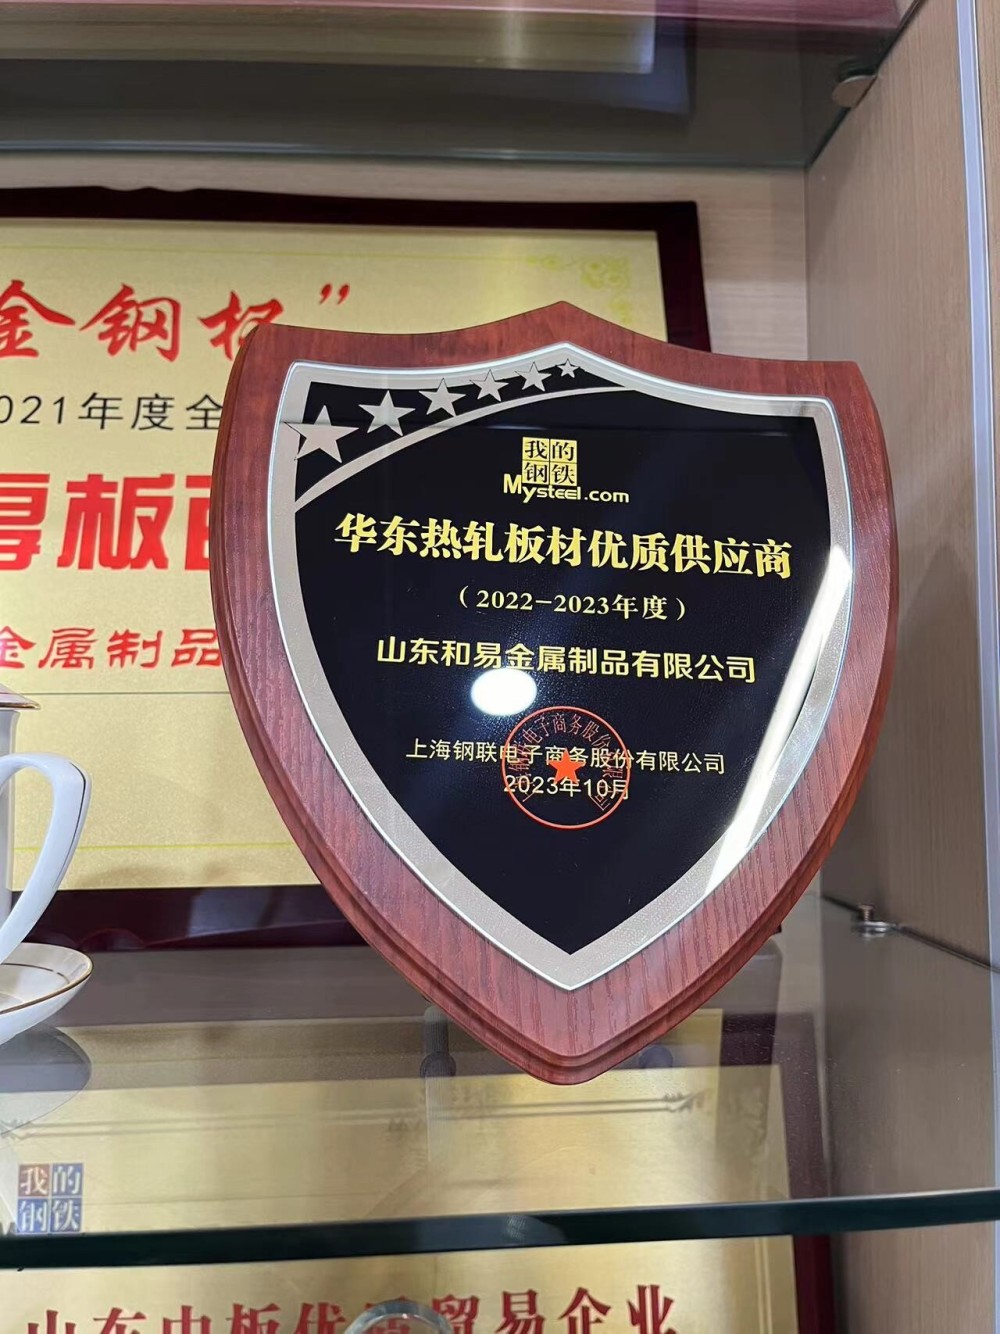 金钢杯”
021年度全
厚板
金属制品
我的
钢铁
Mysteel.com
华东热轧板材优质供应商
（2022-2023年度）
山东和易金属制品有限公司
上海钢联电子商务股份有限公司
2023年10月
我的
钢铁
山东中板优质贸易企业